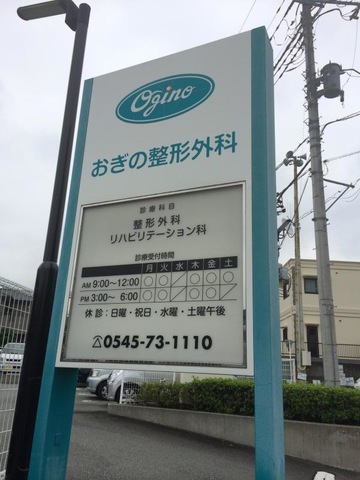 Ogino
おぎの整形外科
診療科目
整形外科
リハビリテーション科
診療受付時間
月 火 水 木 金 土
AM 9:00〜12:00 ○ ○ ／ ○ ○ ○
PM 3:00〜 6:00 ○ ○ ／ ○ ○ ／
休診：日曜・祝日・水曜・土曜午後
0545-73-1110